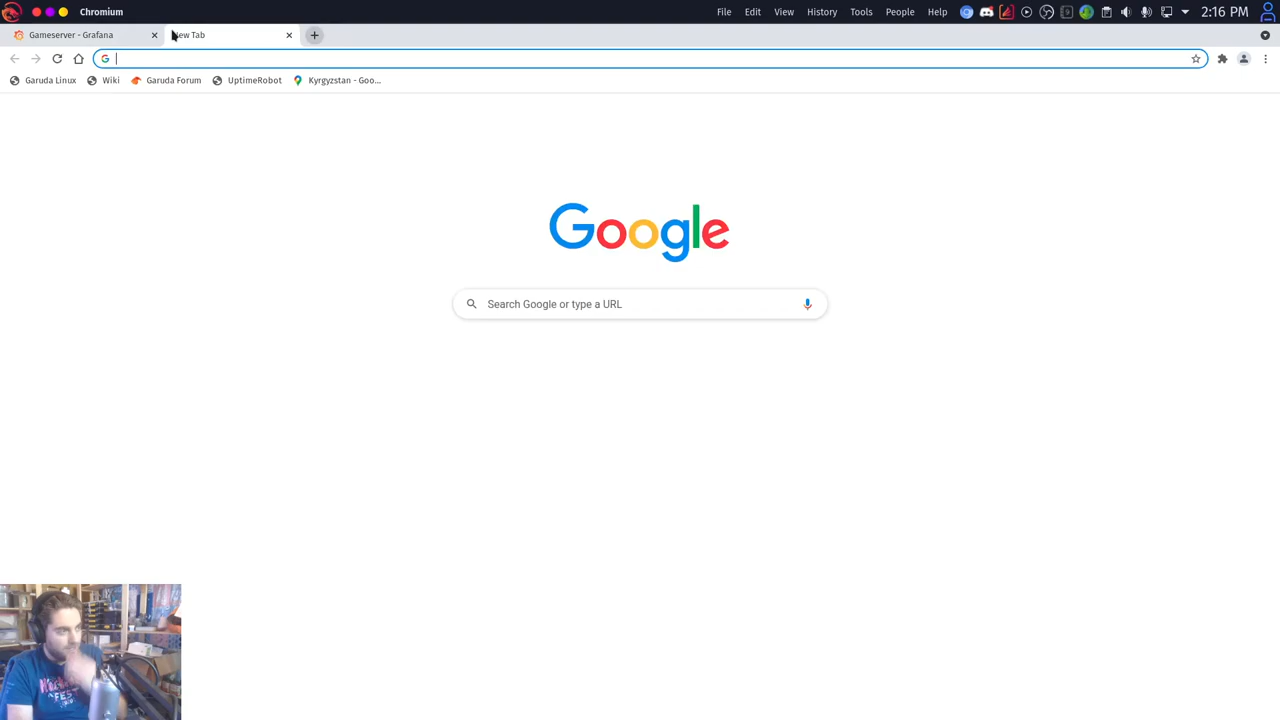 Chromium File Edit View History Tools People Help 2:16 PM
Gameserver - Grafana New Tab
Garuda Linux Wiki Garuda Forum UptimeRobot Kyrgyzstan - Goo...
Google
Search Google or type a URL